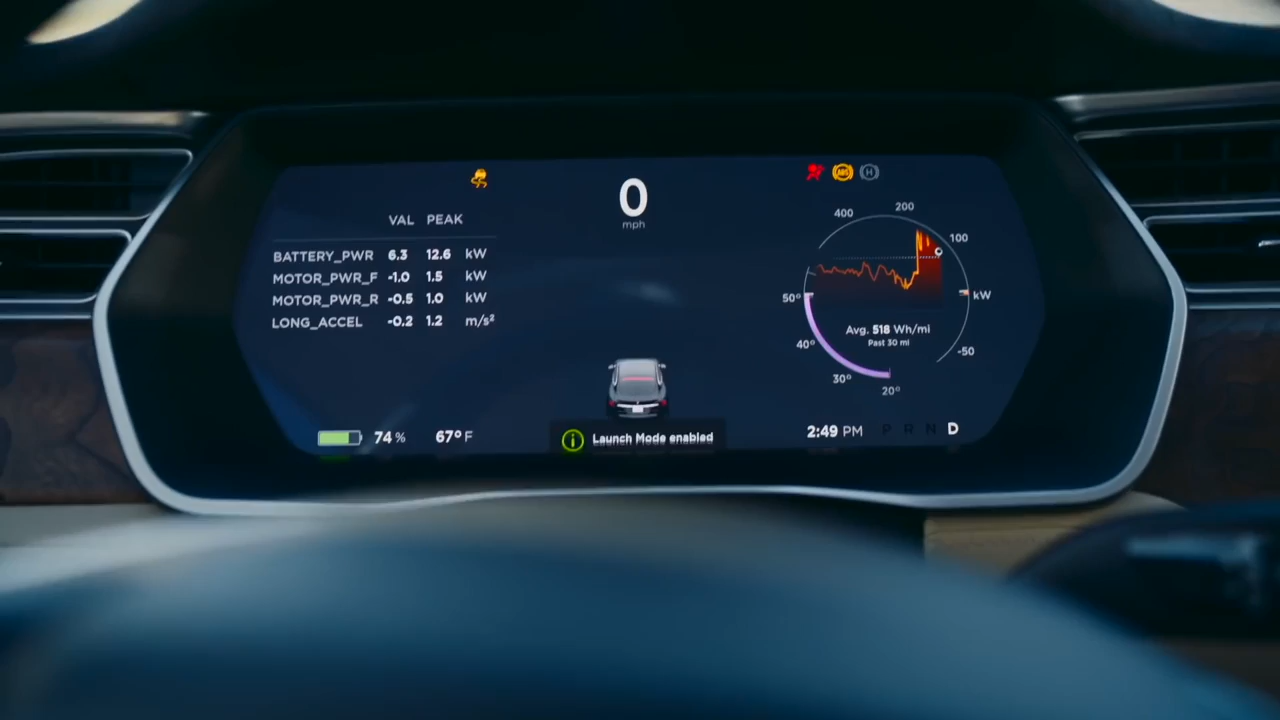 0
mph
VAL PEAK
BATTERY_PWR 6.3 12.6 kW
MOTOR_PWR_F -1.0 1.5 kW
MOTOR_PWR_R -0.5 1.0 kW
LONG_ACCEL -0.2 1.2 m/s²
74 %
67° F
Launch Mode enabled
ABS
H
400
200
100
kW
-50
50°
40°
30°
20°
Avg. 518 Wh/mi
Past 30 mi
2:49 PM
P R N D